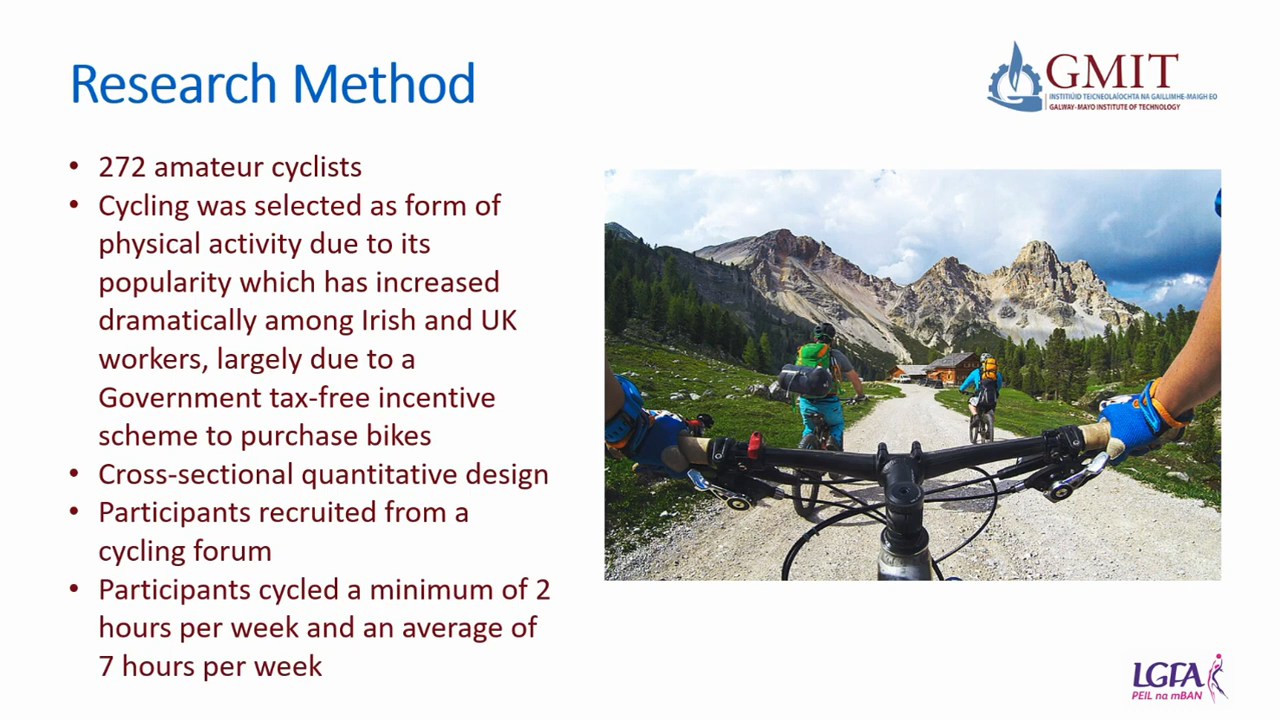 Research Method
GMIT
INSTITIÚID TEICNEOLAÍOCHTA NA GAILLIMHE-MAIGH EO
GALWAY-MAYO INSTITUTE OF TECHNOLOGY
• 272 amateur cyclists
• Cycling was selected as form of
physical activity due to its
popularity which has increased
dramatically among Irish and UK
workers, largely due to a
Government tax-free incentive
scheme to purchase bikes
• Cross-sectional quantitative design
• Participants recruited from a
cycling forum
• Participants cycled a minimum of 2
hours per week and an average of
7 hours per week
LGFA
PEIL na mBAN